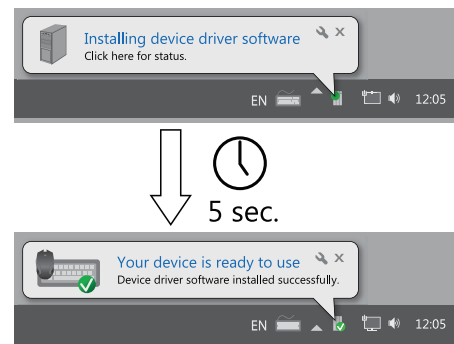 Installing device driver software
Click here for status.
EN 12:05
5 sec.
Your device is ready to use
Device driver software installed successfully.
EN 12:05